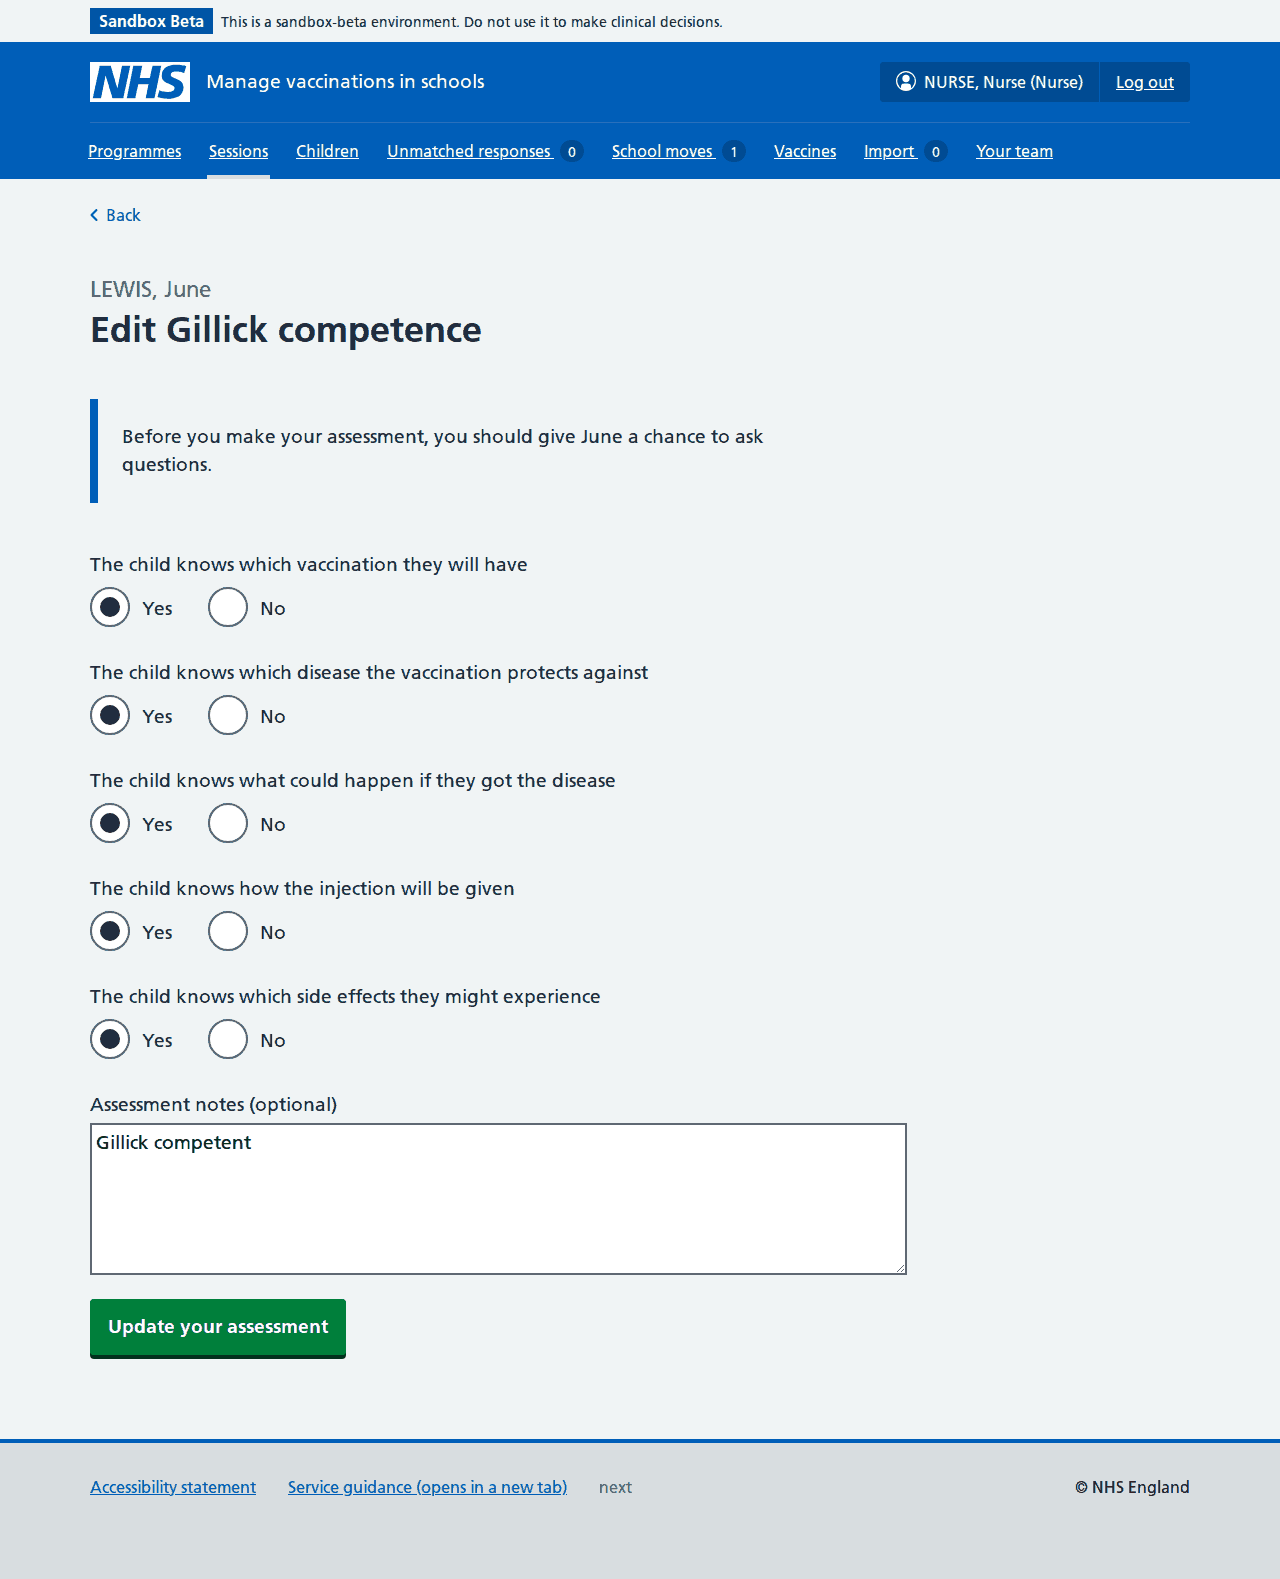 Sandbox Beta This is a sandbox-beta environment. Do not use it to make clinical decisions.
NHS Manage vaccinations in schools NURSE, Nurse (Nurse) Log out
Programmes Sessions Children Unmatched responses 0 School moves 1 Vaccines Import 0 Your team
Back
LEWIS, June
Edit Gillick competence
Before you make your assessment, you should give June a chance to ask
questions.
The child knows which vaccination they will have
Yes No
The child knows which disease the vaccination protects against
Yes No
The child knows what could happen if they got the disease
Yes No
The child knows how the injection will be given
Yes No
The child knows which side effects they might experience
Yes No
Assessment notes (optional)
Gillick competent
Update your assessment
Accessibility statement Service guidance (opens in a new tab) next © NHS England